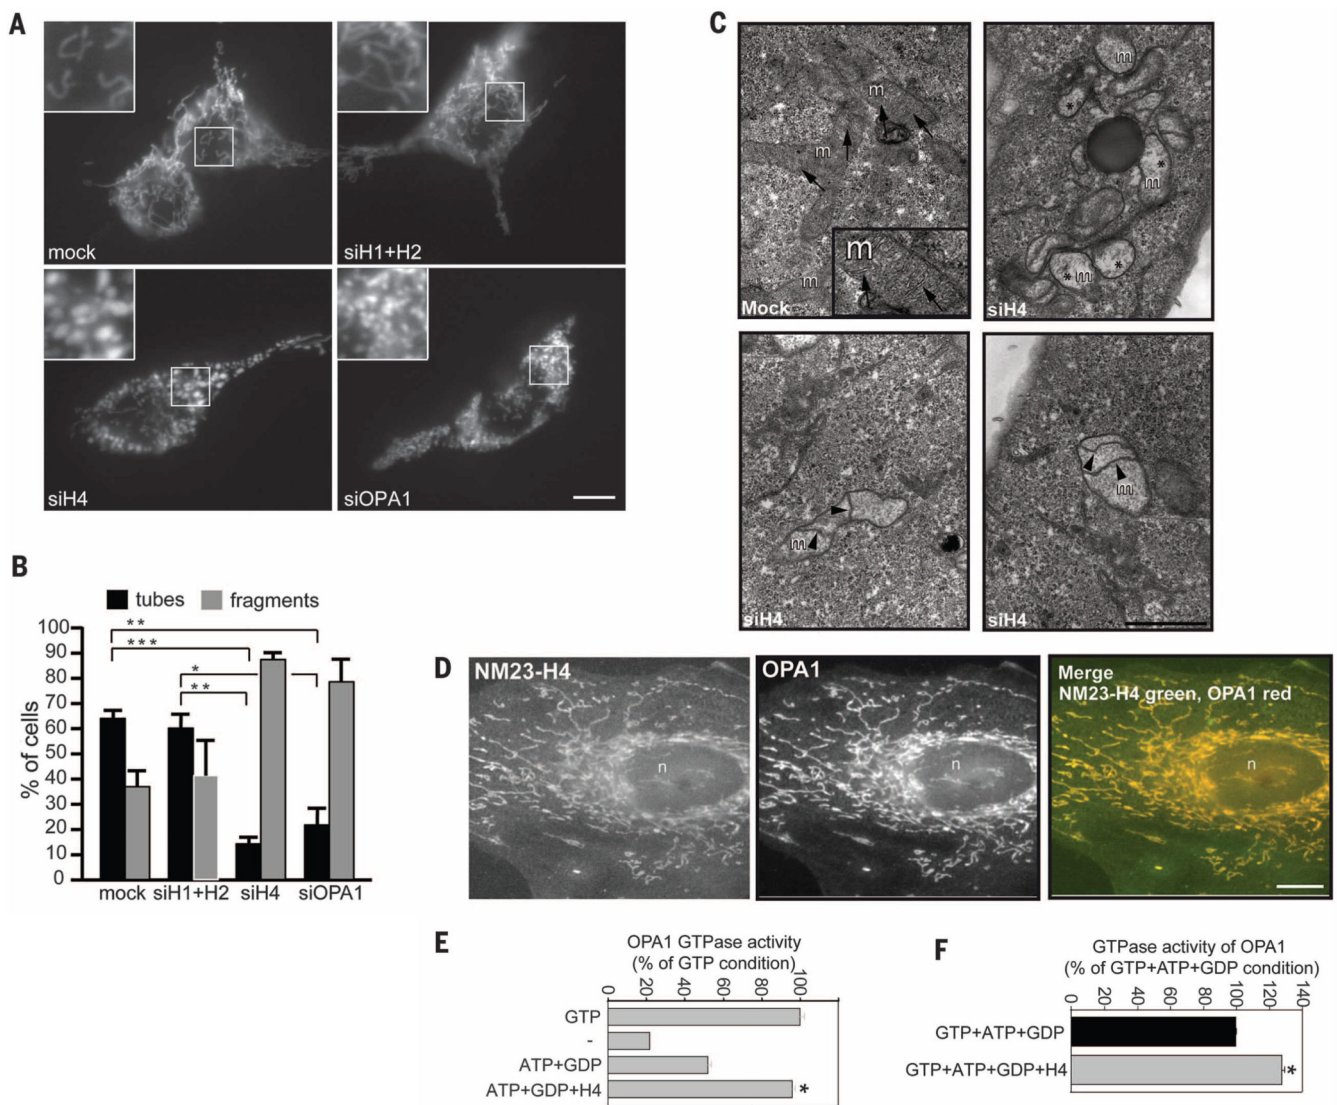 A
mock
siH1+H2
siH4
siOPA1
B
tubes
fragments
**
***
*
**
% of cells
100
90
80
70
60
50
40
30
20
10
0
mock siH1+H2 siH4 siOPA1
C
m
m
m
m
Mock
m
*
*
m
*
m
*
siH4
m
siH4
m
siH4
D
NM23-H4
n
OPA1
n
Merge
NM23-H4 green, OPA1 red
n
E
OPA1 GTPase activity
(% of GTP condition)
0 20 40 60 80 100
GTP
-
ATP+GDP
ATP+GDP+H4
*
F
GTPase activity of OPA1
(% of GTP+ATP+GDP condition)
0 20 40 60 80 100 120 140
GTP+ATP+GDP
GTP+ATP+GDP+H4
*